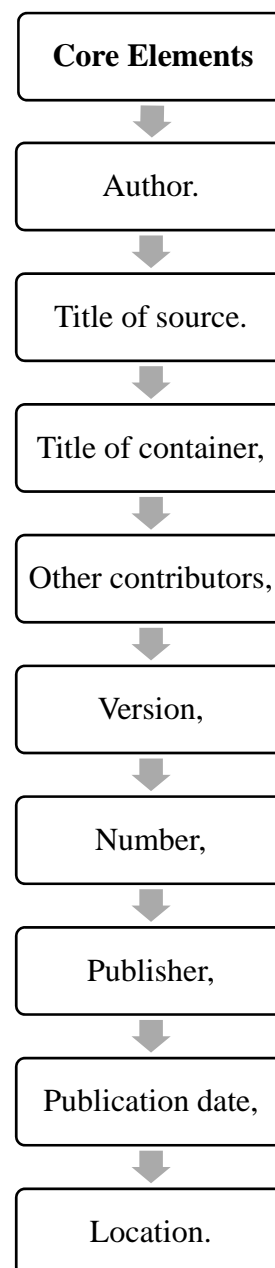 Core Elements
Author.
Title of source.
Title of container,
Other contributors,
Version,
Number,
Publisher,
Publication date,
Location.